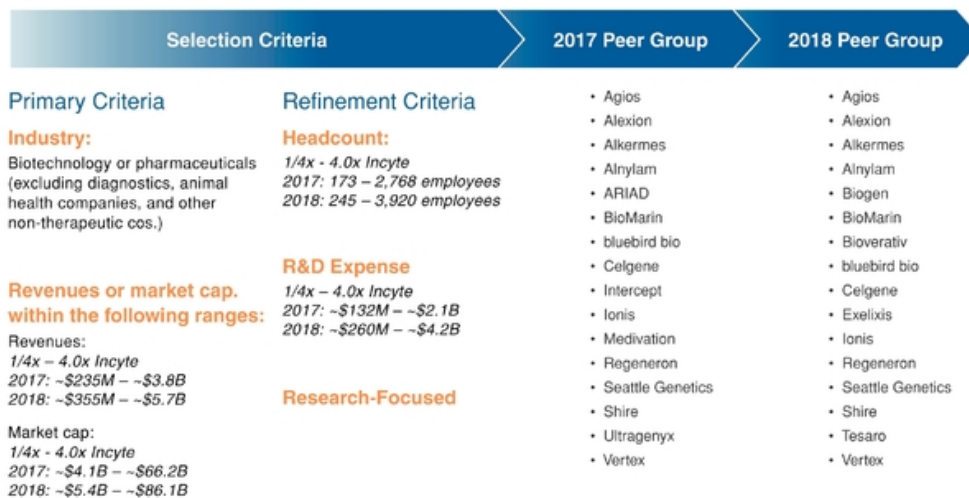 Selection Criteria
2017 Peer Group
2018 Peer Group
Primary Criteria
Industry:
Biotechnology or pharmaceuticals
(excluding diagnostics, animal
health companies, and other
non-therapeutic cos.)
Revenues or market cap.
within the following ranges:
Revenues:
1/4x – 4.0x Incyte
2017: ~$235M – ~$3.8B
2018: ~$355M – ~$5.7B
Market cap:
1/4x - 4.0x Incyte
2017: ~$4.1B – ~$66.2B
2018: ~$5.4B – ~$86.1B
Refinement Criteria
Headcount:
1/4x - 4.0x Incyte
2017: 173 – 2,768 employees
2018: 245 – 3,920 employees
R&D Expense
1/4x – 4.0x Incyte
2017: ~$132M – ~$2.1B
2018: ~$260M – ~$4.2B
Research-Focused
• Agios
• Alexion
• Alkermes
• Alnylam
• ARIAD
• BioMarin
• bluebird bio
• Celgene
• Intercept
• Ionis
• Medivation
• Regeneron
• Seattle Genetics
• Shire
• Ultragenyx
• Vertex
• Agios
• Alexion
• Alkermes
• Alnylam
• Biogen
• BioMarin
• Bioverativ
• bluebird bio
• Celgene
• Exelixis
• Ionis
• Regeneron
• Seattle Genetics
• Shire
• Tesaro
• Vertex